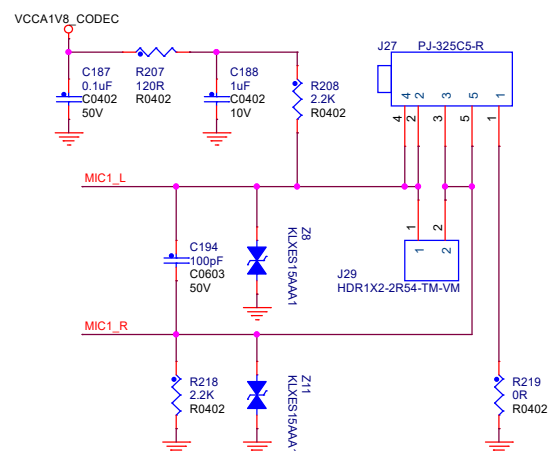 VCCA1V8_CODEC
J27 PJ-325C5-R
C187
0.1uF
C0402
50V
R207
120R
R0402
C188
1uF
C0402
10V
R208
2.2K
R0402
4 2 3 5 1
4 2 3 5 1
MIC1_L
C194
100pF
C0603
50V
Z8
KLXES15AAA1
1 2
1 2
J29
HDR1X2-2R54-TM-VM
MIC1_R
R218
2.2K
R0402
Z11
KLXES15AAA1
R219
0R
R0402